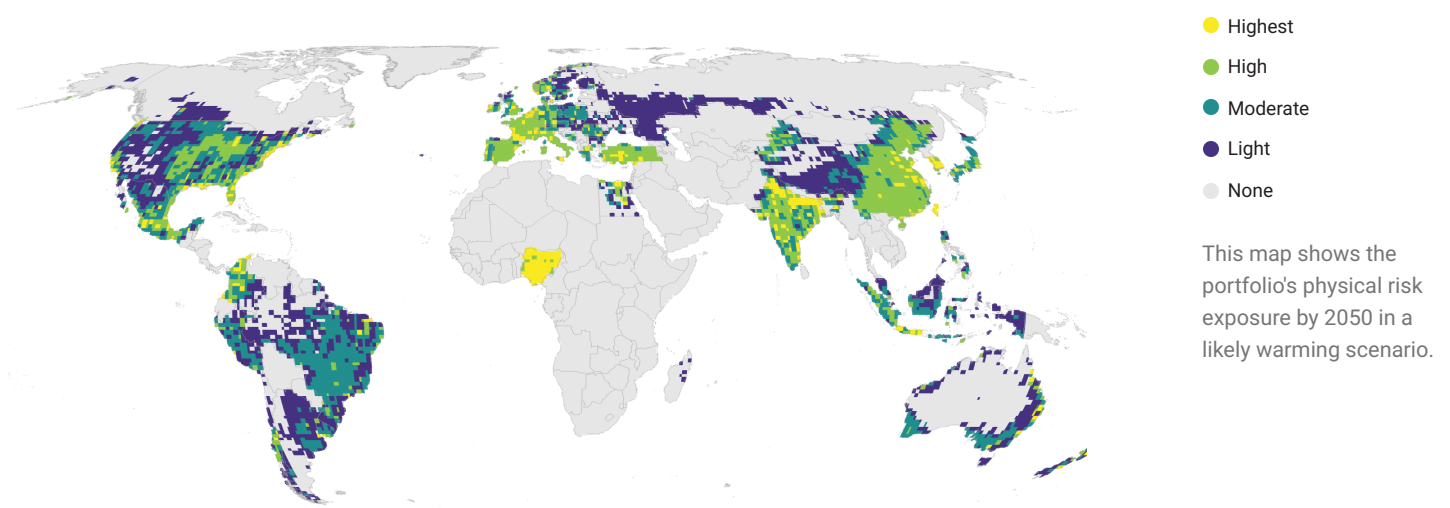 Highest
High
Moderate
Light
None
This map shows the
portfolio's physical risk
exposure by 2050 in a
likely warming scenario.